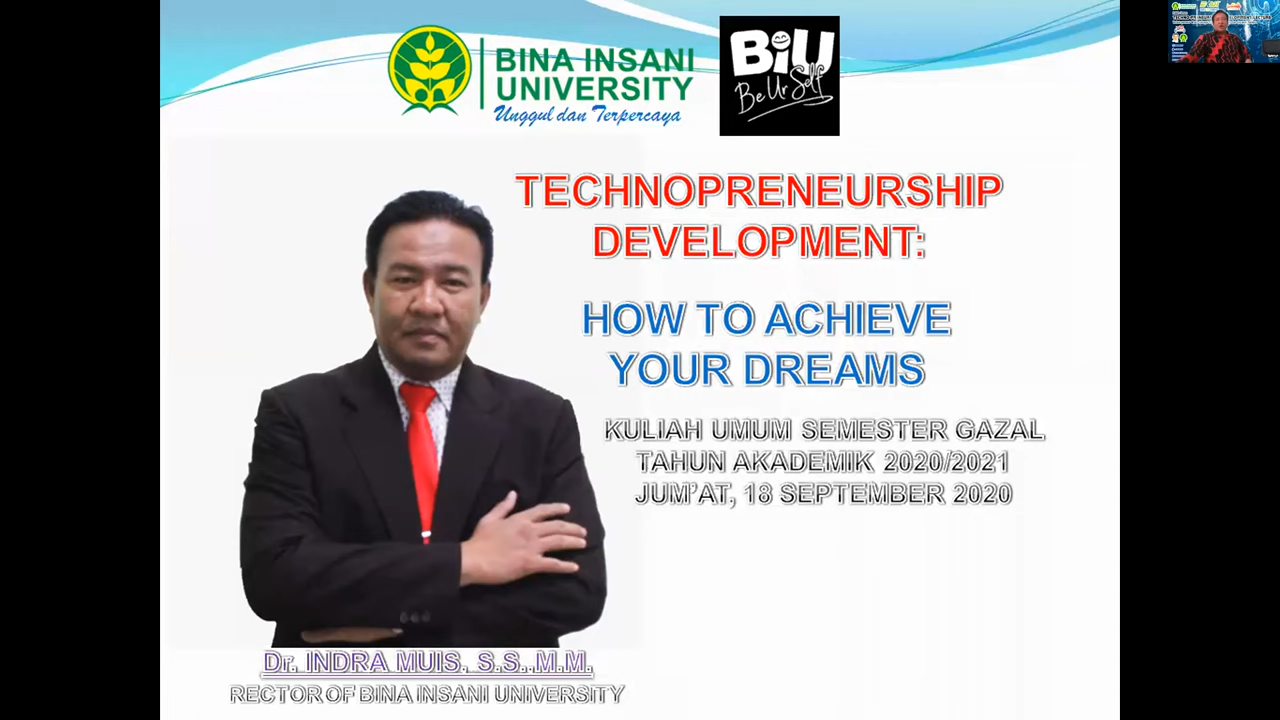 BINA INSANI
UNIVERSITY
Unggul dan Terpercaya
BiU
Be Ur Self
TECHNOPRENEURSHIP
DEVELOPMENT:
HOW TO ACHIEVE
YOUR DREAMS
KULIAH UMUM SEMESTER GAZAL
TAHUN AKADEMIK 2020/2021
JUM'AT, 18 SEPTEMBER 2020
Dr. INDRA MUIS, S.S.,M.M.
RECTOR OF BINA INSANI UNIVERSITY